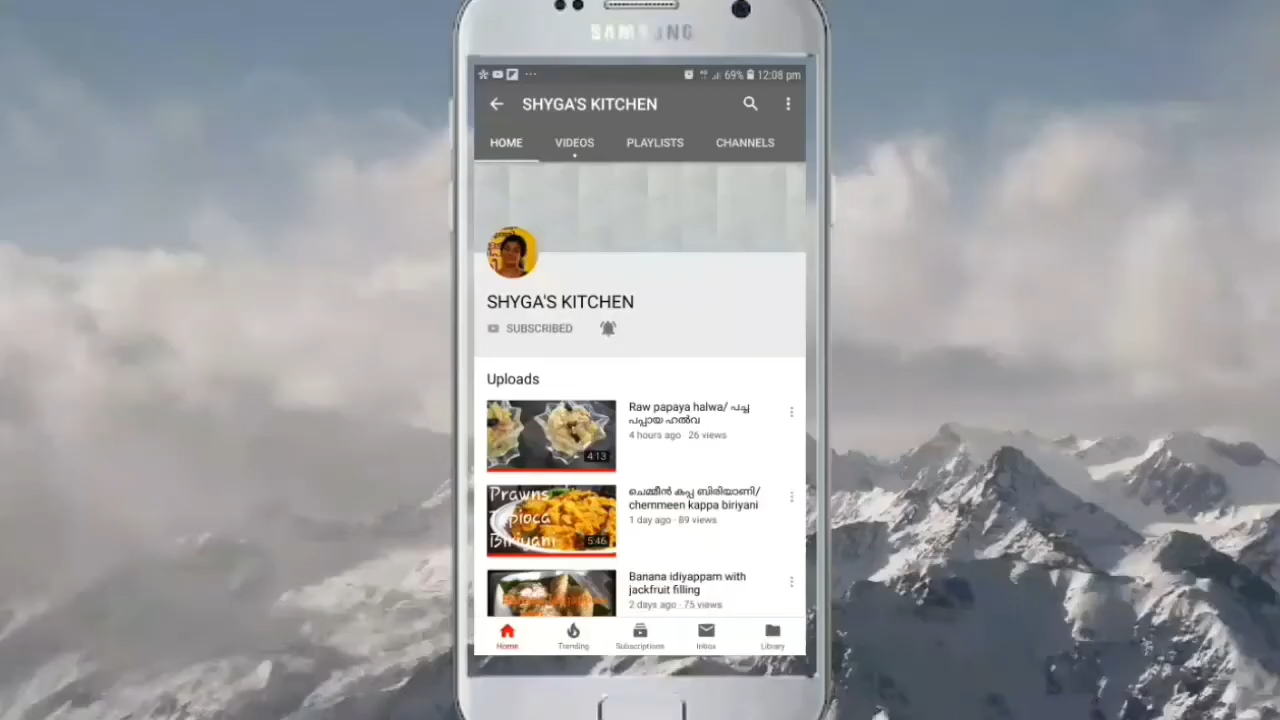 SAMSUNG
69% 12:08 pm
SHYGA'S KITCHEN
HOME VIDEOS PLAYLISTS CHANNELS
SHYGA'S KITCHEN
SUBSCRIBED
Uploads
Raw papaya halwa/ പച്ച
പപ്പായ ഹൽവ
4 hours ago · 26 views
4:13
Prawns
Tapioca
Biriyani
5:46
ചെമ്മീൻ കപ്പ ബിരിയാണി/
chemmeen kappa biriyani
1 day ago · 89 views
Banana idiyappam with
jackfruit filling
2 days ago · 75 views
Home Trending Subscriptions Inbox Library